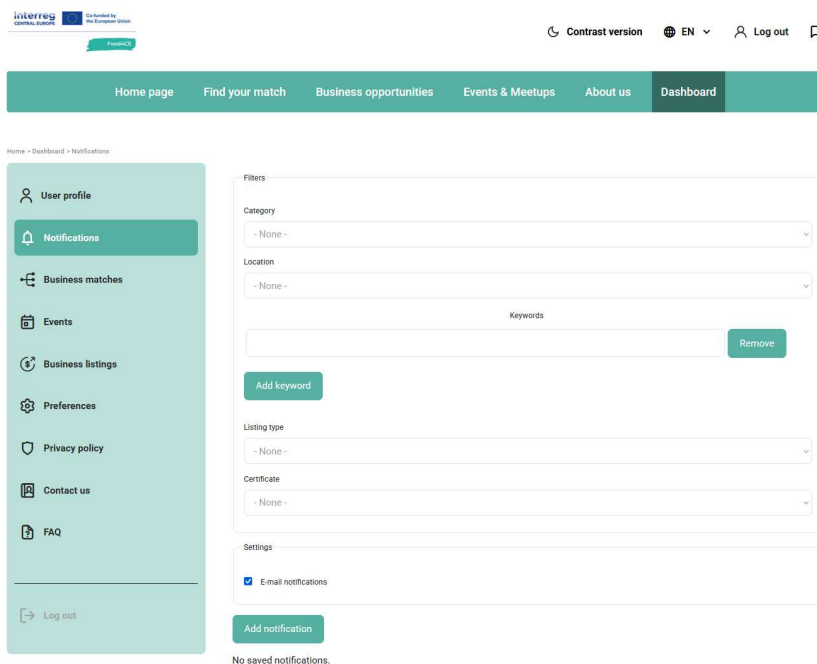 Interreg
CENTRAL EUROPE
Co-funded by
the European Union
Food4CE
Contrast version
EN
Log out
Home page
Find your match
Business opportunities
Events & Meetups
About us
Dashboard
Home > Dashboard > Notifications
User profile
Notifications
Business matches
Events
Business listings
Preferences
Privacy policy
Contact us
FAQ
Log out
Filters
Category
- None -
Location
- None -
Keywords
Remove
Add keyword
Listing type
- None -
Certificate
- None -
Settings
E-mail notifications
Add notification
No saved notifications.